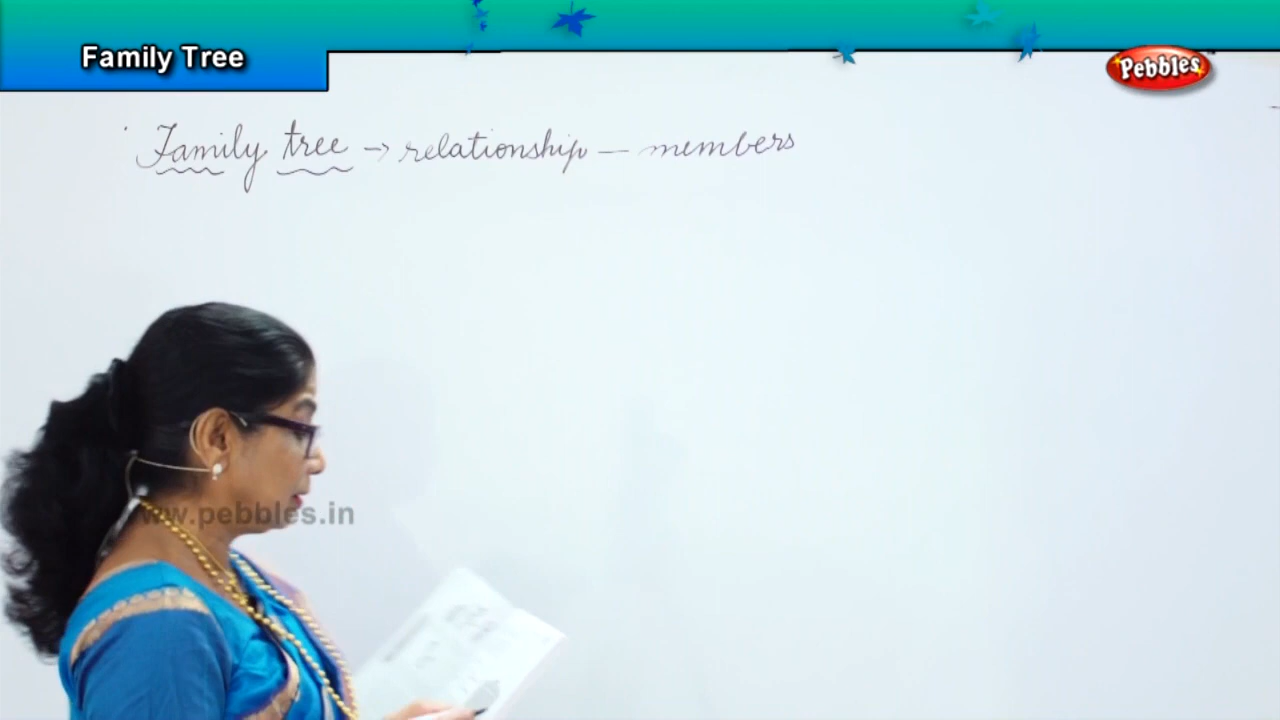 Family Tree
Pebbles
Family tree → relationship — members
www.pebbles.in